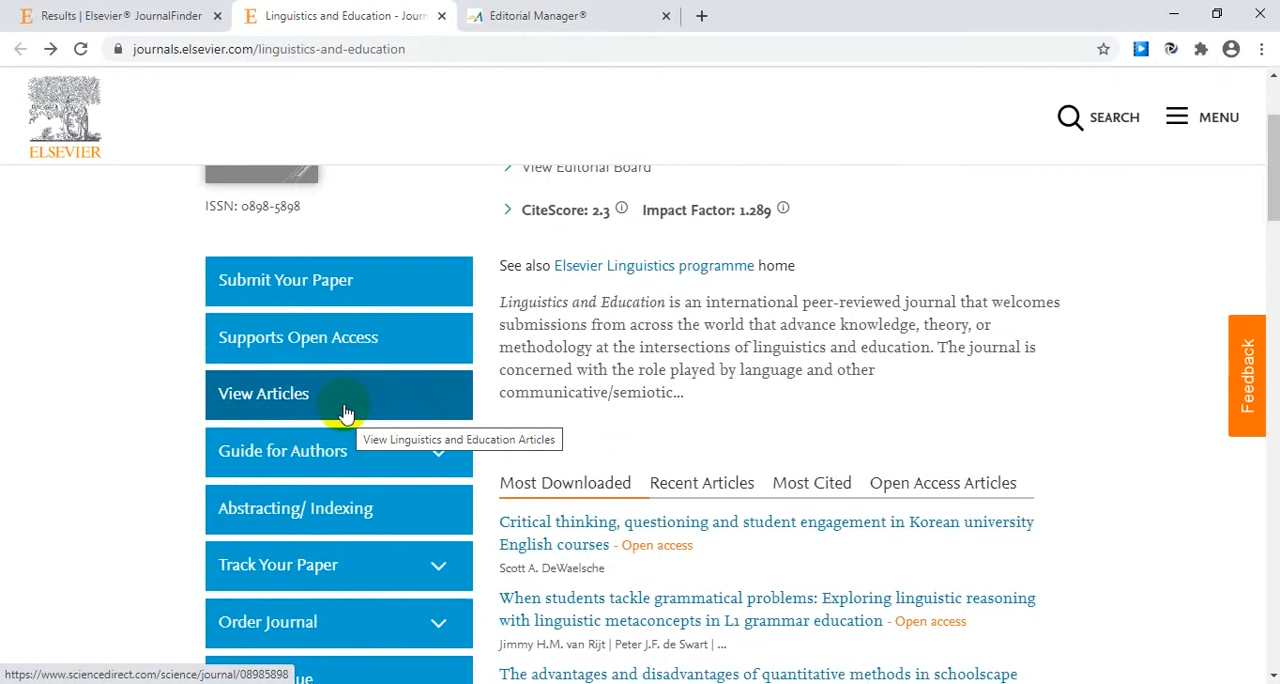 Results | Elsevier® JournalFinder
Linguistics and Education - Jour
Editorial Manager®
journals.elsevier.com/linguistics-and-education
ELSEVIER
SEARCH
MENU
View Editorial Board
ISSN: 0898-5898
CiteScore: 2.3
Impact Factor: 1.289
See also Elsevier Linguistics programme home
Linguistics and Education is an international peer-reviewed journal that welcomes
submissions from across the world that advance knowledge, theory, or
methodology at the intersections of linguistics and education. The journal is
concerned with the role played by language and other
communicative/semiotic...
Submit Your Paper
Supports Open Access
View Articles
View Linguistics and Education Articles
Guide for Authors
Abstracting/ Indexing
Track Your Paper
Order Journal
Feedback
Most Downloaded
Recent Articles
Most Cited
Open Access Articles
Critical thinking, questioning and student engagement in Korean university
English courses - Open access
Scott A. DeWaelsche
When students tackle grammatical problems: Exploring linguistic reasoning
with linguistic metaconcepts in L1 grammar education - Open access
Jimmy H.M. van Rijt | Peter J.F. de Swart | ...
The advantages and disadvantages of quantitative methods in schoolscape
https://www.sciencedirect.com/science/journal/08985898